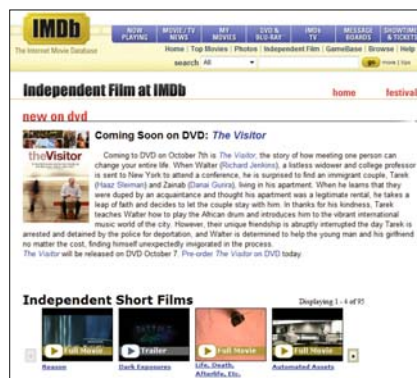 IMDb
The Internet Movie Database
NOW PLAYING
MOVIE/TV NEWS
MY MOVIES
DVD & BLU-RAY
IMDb TV
MESSAGE BOARDS
SHOWTIMES & TICKETS
Home | Top Movies | Photos | Independent Film | GameBase | Browse | Help
search All go more | tips
Independent Film at IMDb home festival
new on dvd
Coming Soon on DVD: The Visitor
theVisitor
Coming to DVD on October 7th is The Visitor, the story of how meeting one person can
change your entire life. When Walter (Richard Jenkins), a listless widower and college professor
is sent to New York to attend a conference, he is surprised to find an immigrant couple, Tarek
(Haaz Sleiman) and Zainab (Danai Gurira), living in his apartment. When he learns that they
were duped by an acquaintance and thought his apartment was a legitimate rental, he takes a
leap of faith and decides to let the couple stay with him. In thanks for his kindness, Tarek
teaches Walter how to play the African drum and introduces him to the vibrant international
music world of the city. However, their unique friendship is abruptly interrupted the day Tarek is
arrested and detained by the police for deportation, and Walter is determined to help the young man and his girlfriend
no matter the cost, finding himself unexpectedly invigorated in the process.
The Visitor will be released on DVD October 7. Pre-order The Visitor on DVD today.
Independent Short Films Displaying 1 - 4 of 95
Full Movie
Trailer
Full Movie
Full Movie
Reason
Dark Exposures
Life, Death, Afterlife, Etc.
Automated Assets